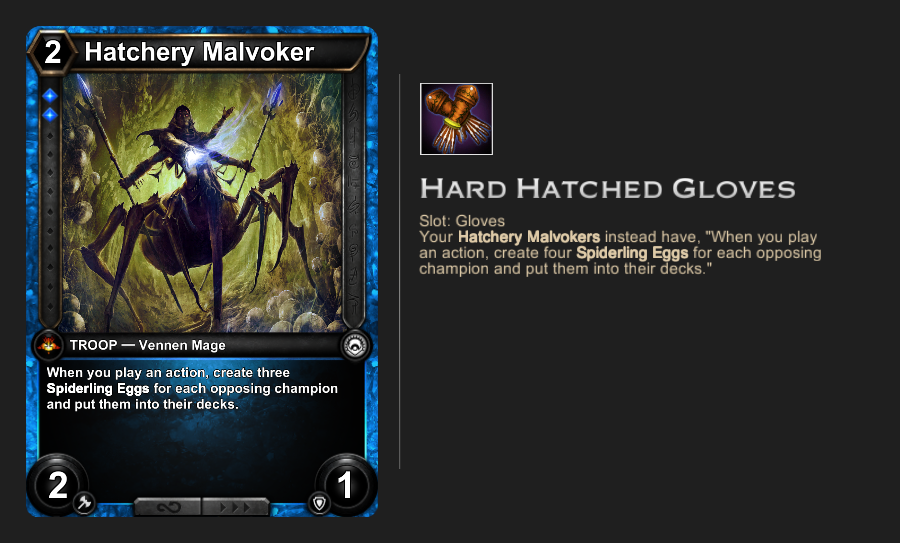 2 Hatchery Malvoker
TROOP — Vennen Mage
When you play an action, create three
Spiderling Eggs for each opposing champion
and put them into their decks.
2
1
HARD HATCHED GLOVES
Slot: Gloves
Your Hatchery Malvokers instead have, "When you play
an action, create four Spiderling Eggs for each opposing
champion and put them into their decks."